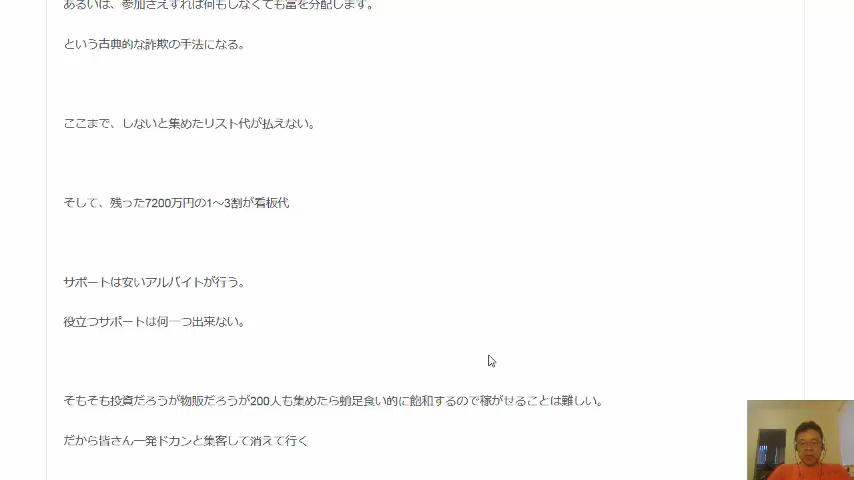 あるいは、参加さえすれば何もしなくても富を分配します。
という古典的な詐欺の手法になる。
ここまで、しないと集めたリスト代が払えない。
そして、残った7200万円の1～3割が看板代
サポートは安いアルバイトが行う。
役立つサポートは何一つ出来ない。
そもそも投資だろうが物販だろうが200人も集めたら蛸足食い的に飽和するので稼がせることは難しい。
だから皆さん一発ドカンと集客して消えて行く